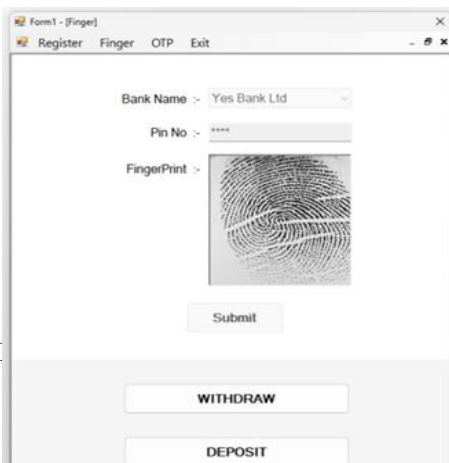 Form1 - [Finger]
Register Finger OTP Exit
Bank Name :- Yes Bank Ltd
Pin No :- ****
FingerPrint :-
Submit
WITHDRAW
DEPOSIT